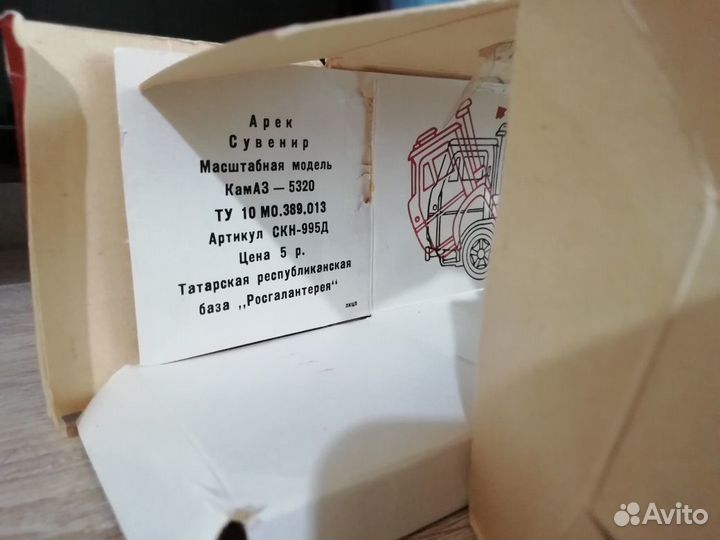 Арек
Сувенир
Масштабная модель
КамАЗ — 5320
ТУ 10 МО.389.013
Артикул СКН-995Д
Цена 5 р.
Татарская республиканская
база ,,Росгалантерея"
Avito